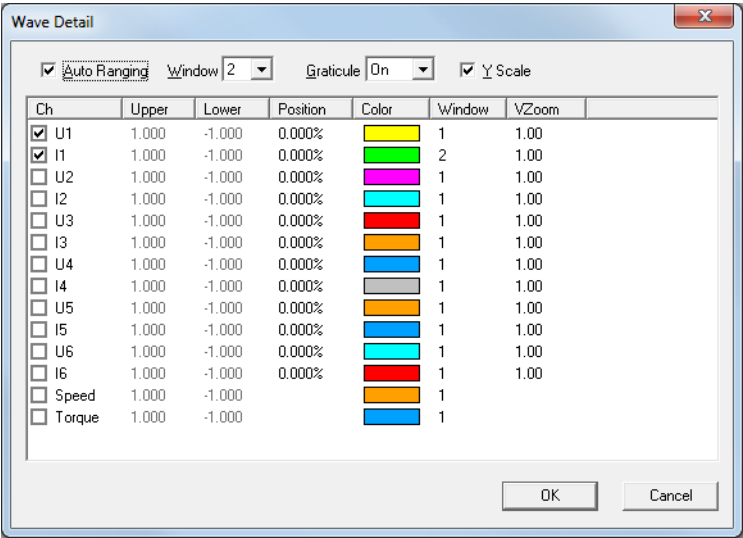 Wave Detail
Auto Ranging Window 2 Graticule On Y Scale
Ch Upper Lower Position Color Window VZoom
U1 1.000 -1.000 0.000% 1 1.00
I1 1.000 -1.000 0.000% 2 1.00
U2 1.000 -1.000 0.000% 1 1.00
I2 1.000 -1.000 0.000% 1 1.00
U3 1.000 -1.000 0.000% 1 1.00
I3 1.000 -1.000 0.000% 1 1.00
U4 1.000 -1.000 0.000% 1 1.00
I4 1.000 -1.000 0.000% 1 1.00
U5 1.000 -1.000 0.000% 1 1.00
I5 1.000 -1.000 0.000% 1 1.00
U6 1.000 -1.000 0.000% 1 1.00
I6 1.000 -1.000 0.000% 1 1.00
Speed 1.000 -1.000 1
Torque 1.000 -1.000 1
OK Cancel